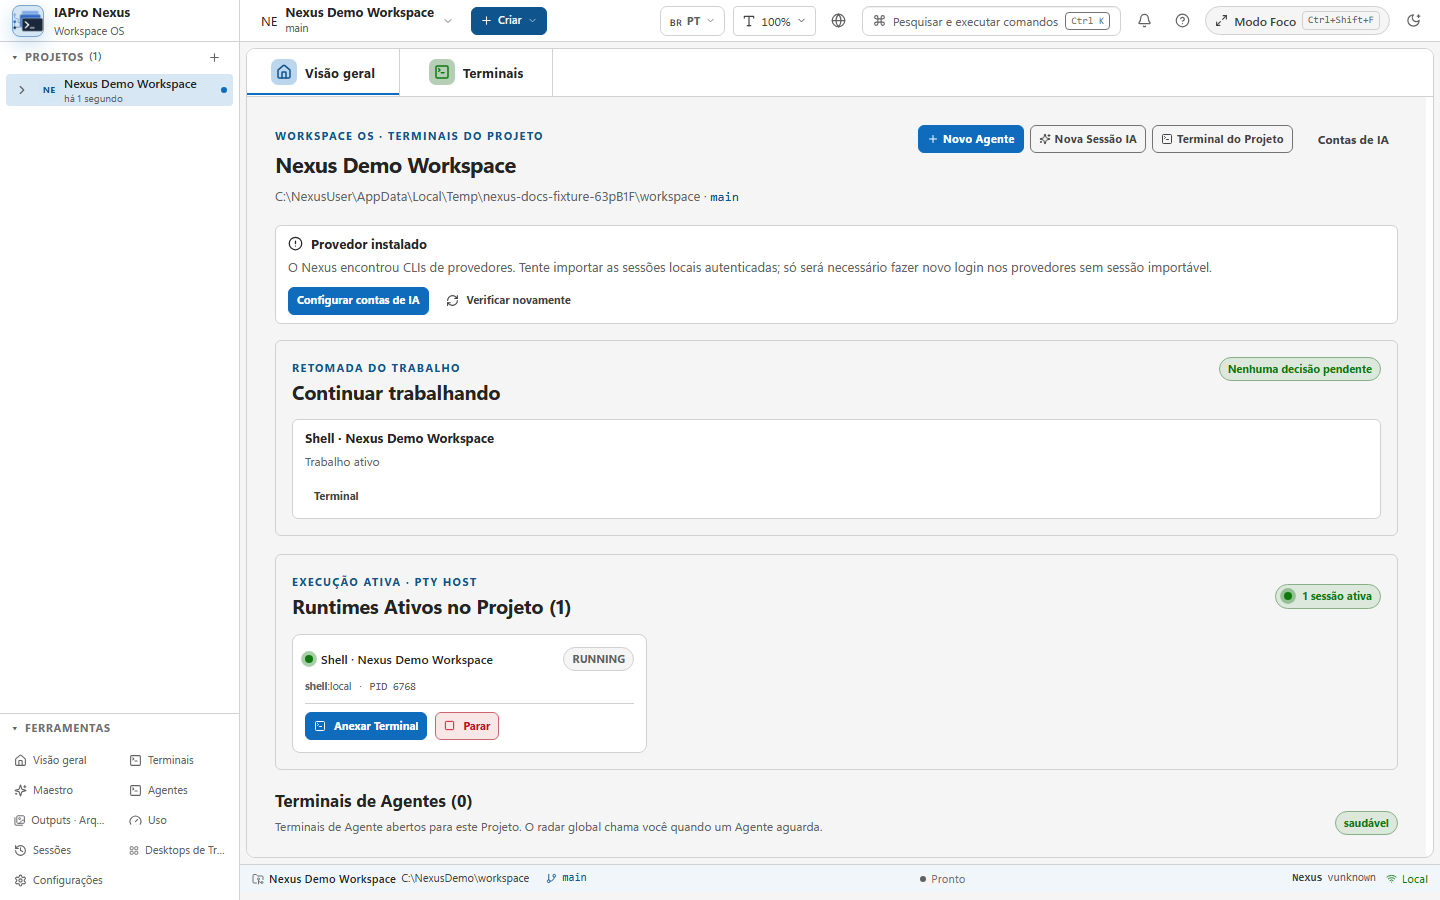 IAPro Nexus
Workspace OS
NE
Nexus Demo Workspace
main
Criar
BR PT
100%
Pesquisar e executar comandos
Ctrl K
Modo Foco
Ctrl+Shift+F
PROJETOS (1)
NE
Nexus Demo Workspace
há 1 segundo
Visão geral
Terminais
WORKSPACE OS · TERMINAIS DO PROJETO
Nexus Demo Workspace
C:\NexusUser\AppData\Local\Temp\nexus-docs-fixture-63pB1F\workspace · main
Novo Agente
Nova Sessão IA
Terminal do Projeto
Contas de IA
Provedor instalado
O Nexus encontrou CLIs de provedores. Tente importar as sessões locais autenticadas; só será necessário fazer novo login nos provedores sem sessão importável.
Configurar contas de IA
Verificar novamente
RETOMADA DO TRABALHO
Continuar trabalhando
Nenhuma decisão pendente
Shell · Nexus Demo Workspace
Trabalho ativo
Terminal
EXECUÇÃO ATIVA · PTY HOST
Runtimes Ativos no Projeto (1)
1 sessão ativa
Shell · Nexus Demo Workspace
RUNNING
shell:local · PID 6768
Anexar Terminal
Parar
Terminais de Agentes (0)
Terminais de Agente abertos para este Projeto. O radar global chama você quando um Agente aguarda.
saudável
FERRAMENTAS
Visão geral
Terminais
Maestro
Agentes
Outputs · Arq...
Uso
Sessões
Desktops de Tr...
Configurações
Nexus Demo Workspace
C:\NexusDemo\workspace
main
Pronto
Nexus vunknown
Local